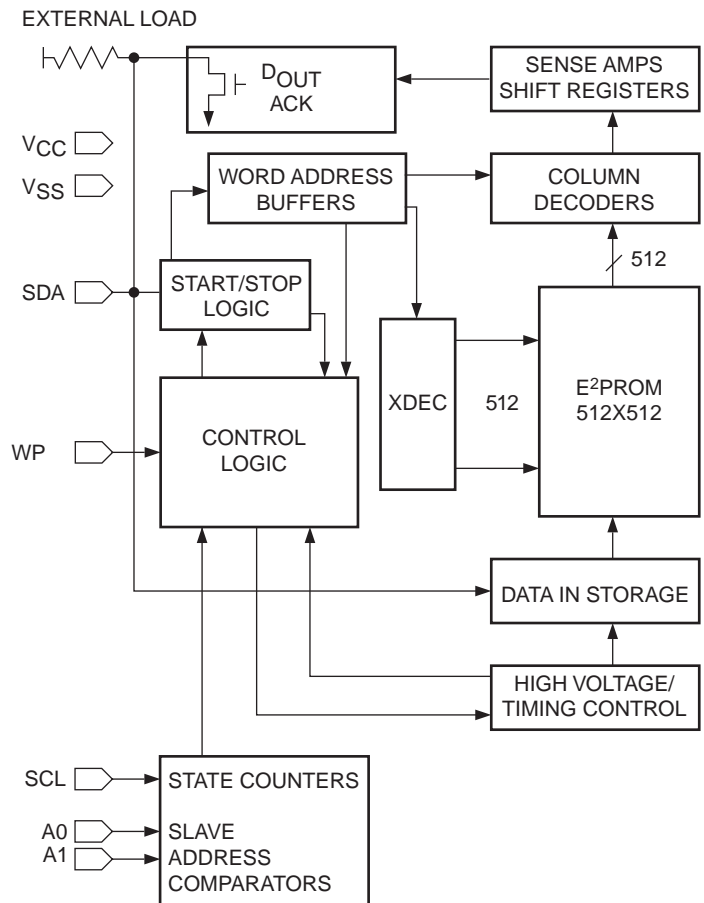 EXTERNAL LOAD
DOUT
ACK
SENSE AMPS
SHIFT REGISTERS
VCC
VSS
WORD ADDRESS
BUFFERS
COLUMN
DECODERS
512
SDA
START/STOP
LOGIC
XDEC
512
E²PROM
512X512
WP
CONTROL
LOGIC
DATA IN STORAGE
HIGH VOLTAGE/
TIMING CONTROL
SCL
STATE COUNTERS
A0
SLAVE
A1
ADDRESS
COMPARATORS